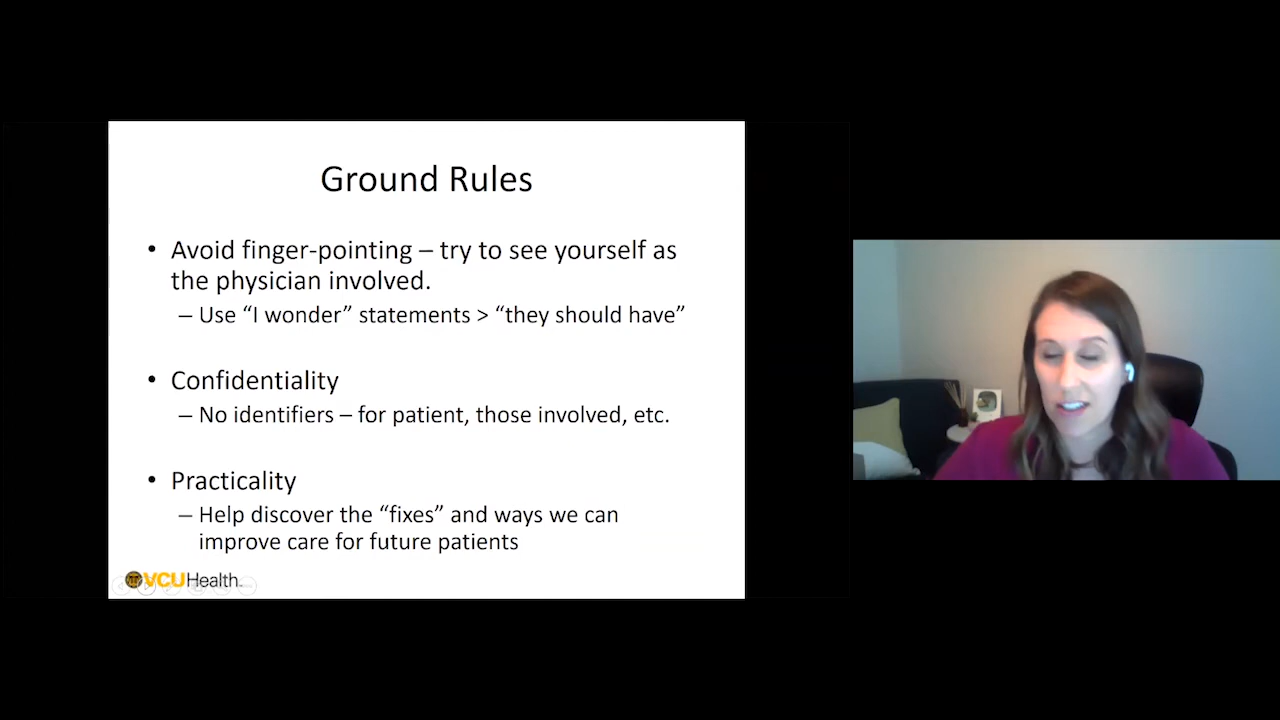 Ground Rules
• Avoid finger-pointing – try to see yourself as
the physician involved.
– Use “I wonder” statements > “they should have”
• Confidentiality
– No identifiers – for patient, those involved, etc.
• Practicality
– Help discover the “fixes” and ways we can
improve care for future patients
VCUHealth